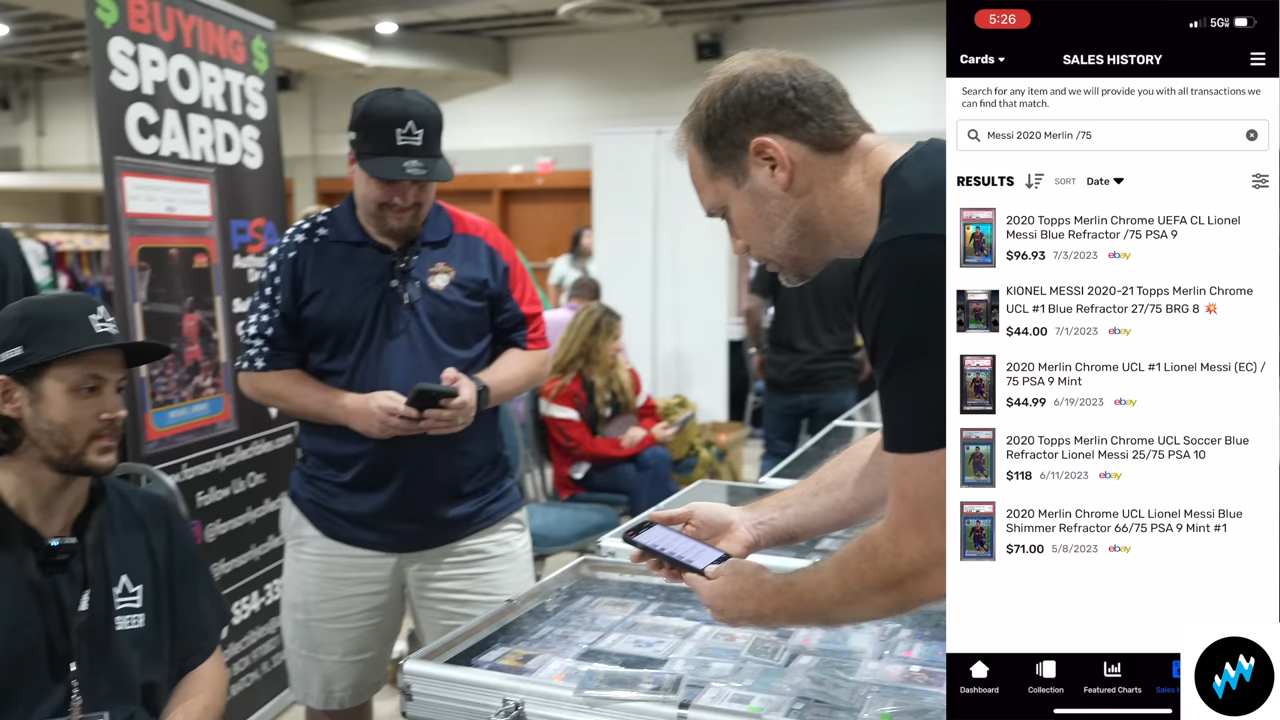 $ BUYING $
SPORTS
CARDS
PSA
Follow Us On:
5:26
5G
Cards
SALES HISTORY
Search for any item and we will provide you with all transactions we
can find that match.
Messi 2020 Merlin /75
RESULTS
SORT
Date
2020 Topps Merlin Chrome UEFA CL Lionel
Messi Blue Refractor /75 PSA 9
$96.93 7/3/2023 ebay
KIONEL MESSI 2020-21 Topps Merlin Chrome
UCL #1 Blue Refractor 27/75 BRG 8 💥
$44.00 7/1/2023 ebay
2020 Merlin Chrome UCL #1 Lionel Messi (EC) /
75 PSA 9 Mint
$44.99 6/19/2023 ebay
2020 Topps Merlin Chrome UCL Soccer Blue
Refractor Lionel Messi 25/75 PSA 10
$118 6/11/2023 ebay
2020 Merlin Chrome UCL Lionel Messi Blue
Shimmer Refractor 66/75 PSA 9 Mint #1
$71.00 5/8/2023 ebay
Dashboard
Collection
Featured Charts
Sales